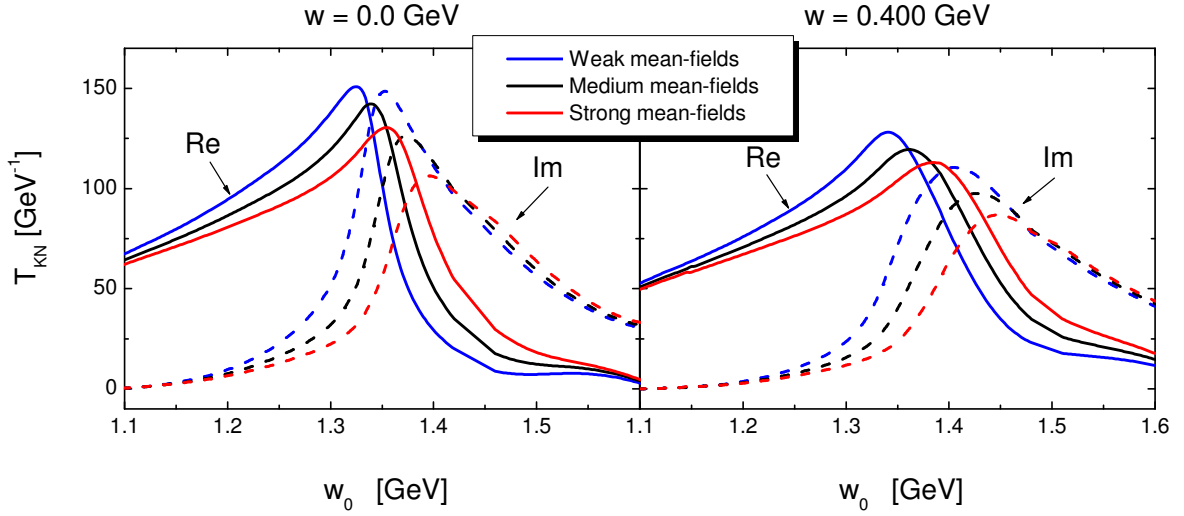 w = 0.0 GeV
w = 0.400 GeV
Weak mean-fields
Medium mean-fields
Strong mean-fields
Re
Im
Re
Im
T_KN [GeV⁻¹]
150
100
50
0
1.1 1.2 1.3 1.4 1.5 1.1 1.2 1.3 1.4 1.5 1.6
w₀ [GeV]
w₀ [GeV]